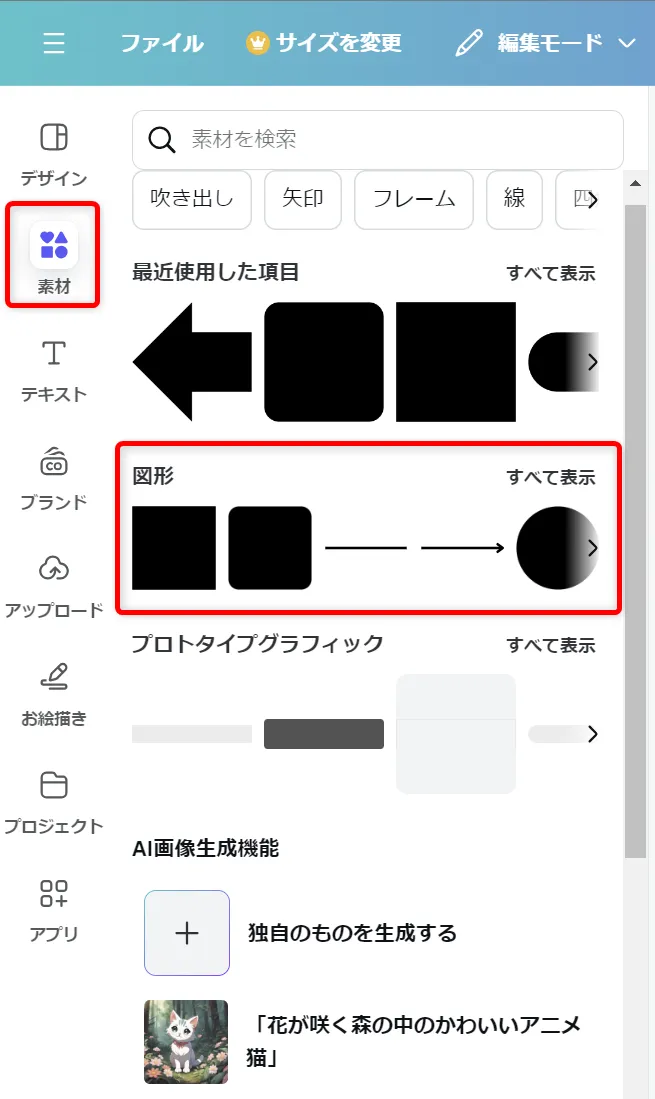 ファイル サイズを変更 編集モード
素材を検索
デザイン
吹き出し 矢印 フレーム 線
素材
最近使用した項目 すべて表示
テキスト
図形 すべて表示
ブランド
CO
アップロード
プロトタイプグラフィック すべて表示
お絵描き
プロジェクト
AI画像生成機能
アプリ
独自のものを生成する
「花が咲く森の中のかわいいアニメ
猫」